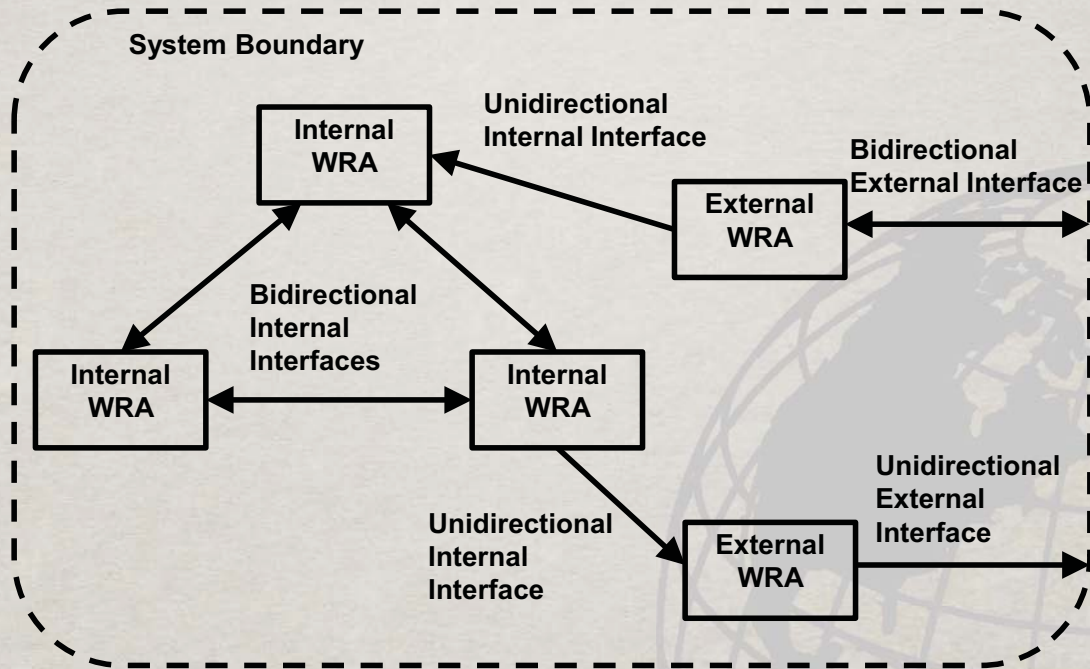 System Boundary
Unidirectional
Internal Interface
Internal
WRA
Bidirectional
External Interface
External
WRA
Bidirectional
Internal
Interfaces
Internal
WRA
Internal
WRA
Unidirectional
External
Interface
Unidirectional
Internal
Interface
External
WRA